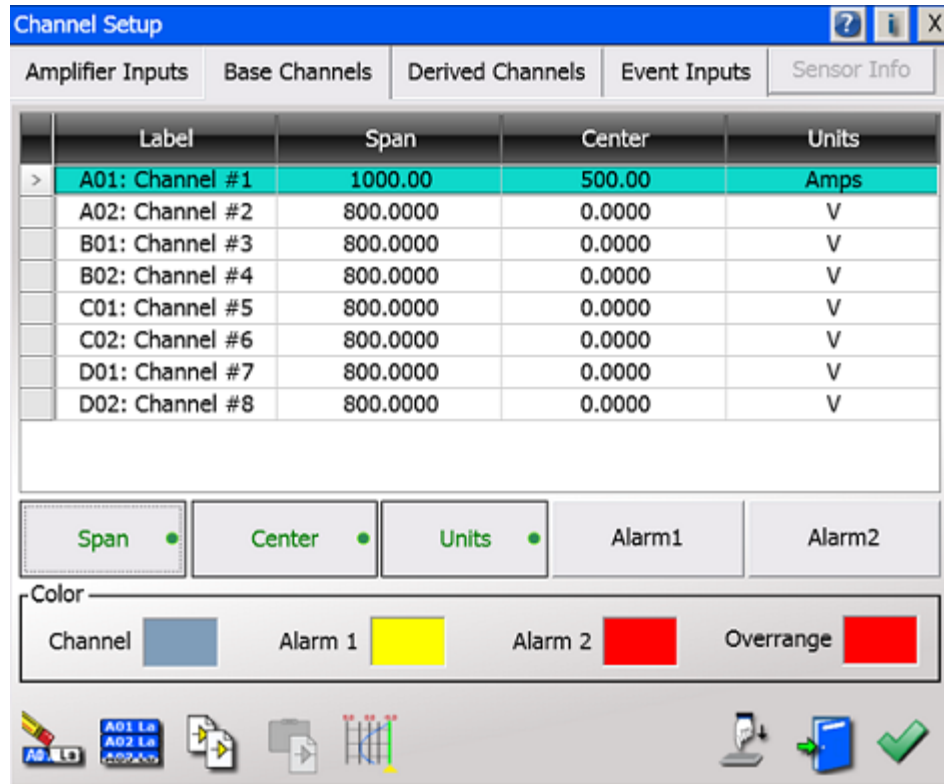 Channel Setup ? i X
Amplifier Inputs Base Channels Derived Channels Event Inputs Sensor Info
Label Span Center Units
> A01: Channel #1 1000.00 500.00 Amps
A02: Channel #2 800.0000 0.0000 V
B01: Channel #3 800.0000 0.0000 V
B02: Channel #4 800.0000 0.0000 V
C01: Channel #5 800.0000 0.0000 V
C02: Channel #6 800.0000 0.0000 V
D01: Channel #7 800.0000 0.0000 V
D02: Channel #8 800.0000 0.0000 V
Span Center Units Alarm1 Alarm2
Color
Channel Alarm 1 Alarm 2 Overrange
A01 La
A02 La